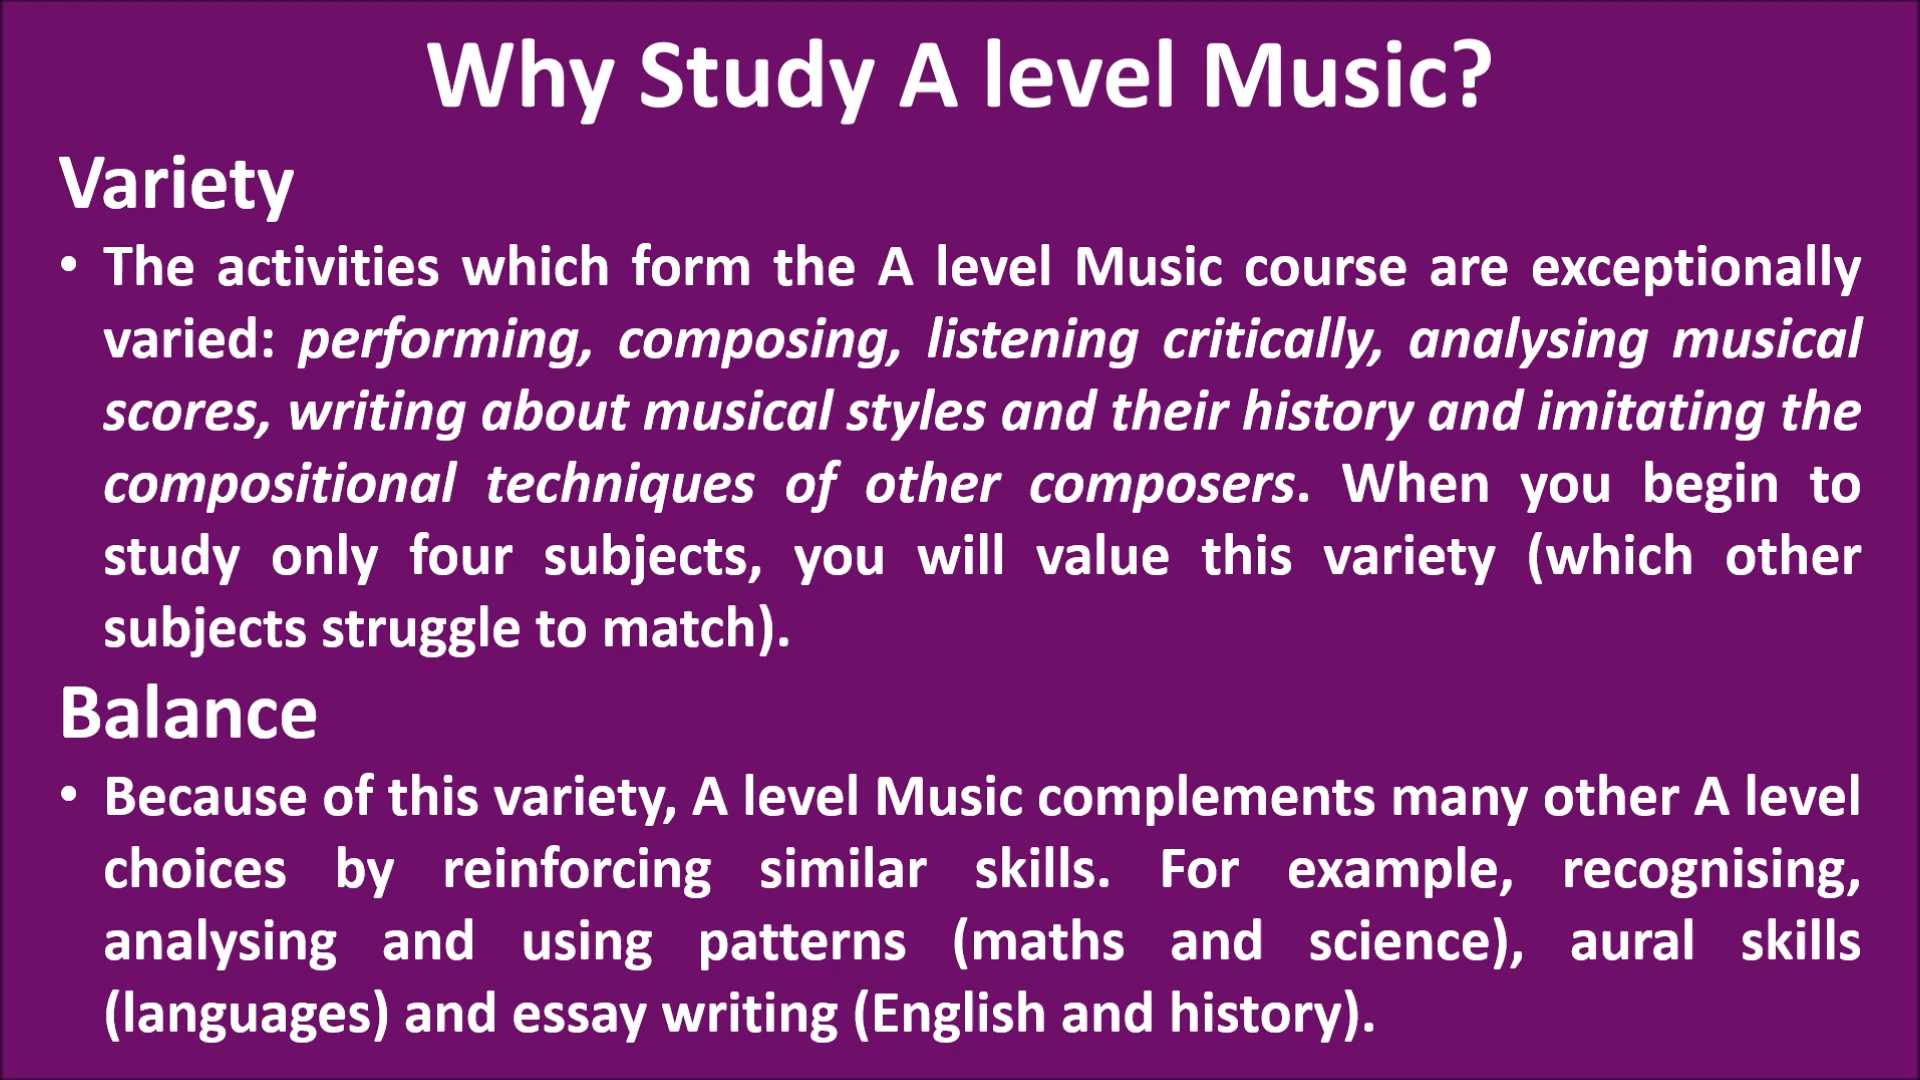 Why Study A level Music?
Variety
• The activities which form the A level Music course are exceptionally
varied: performing, composing, listening critically, analysing musical
scores, writing about musical styles and their history and imitating the
compositional techniques of other composers. When you begin to
study only four subjects, you will value this variety (which other
subjects struggle to match).
Balance
• Because of this variety, A level Music complements many other A level
choices by reinforcing similar skills. For example, recognising,
analysing and using patterns (maths and science), aural skills
(languages) and essay writing (English and history).